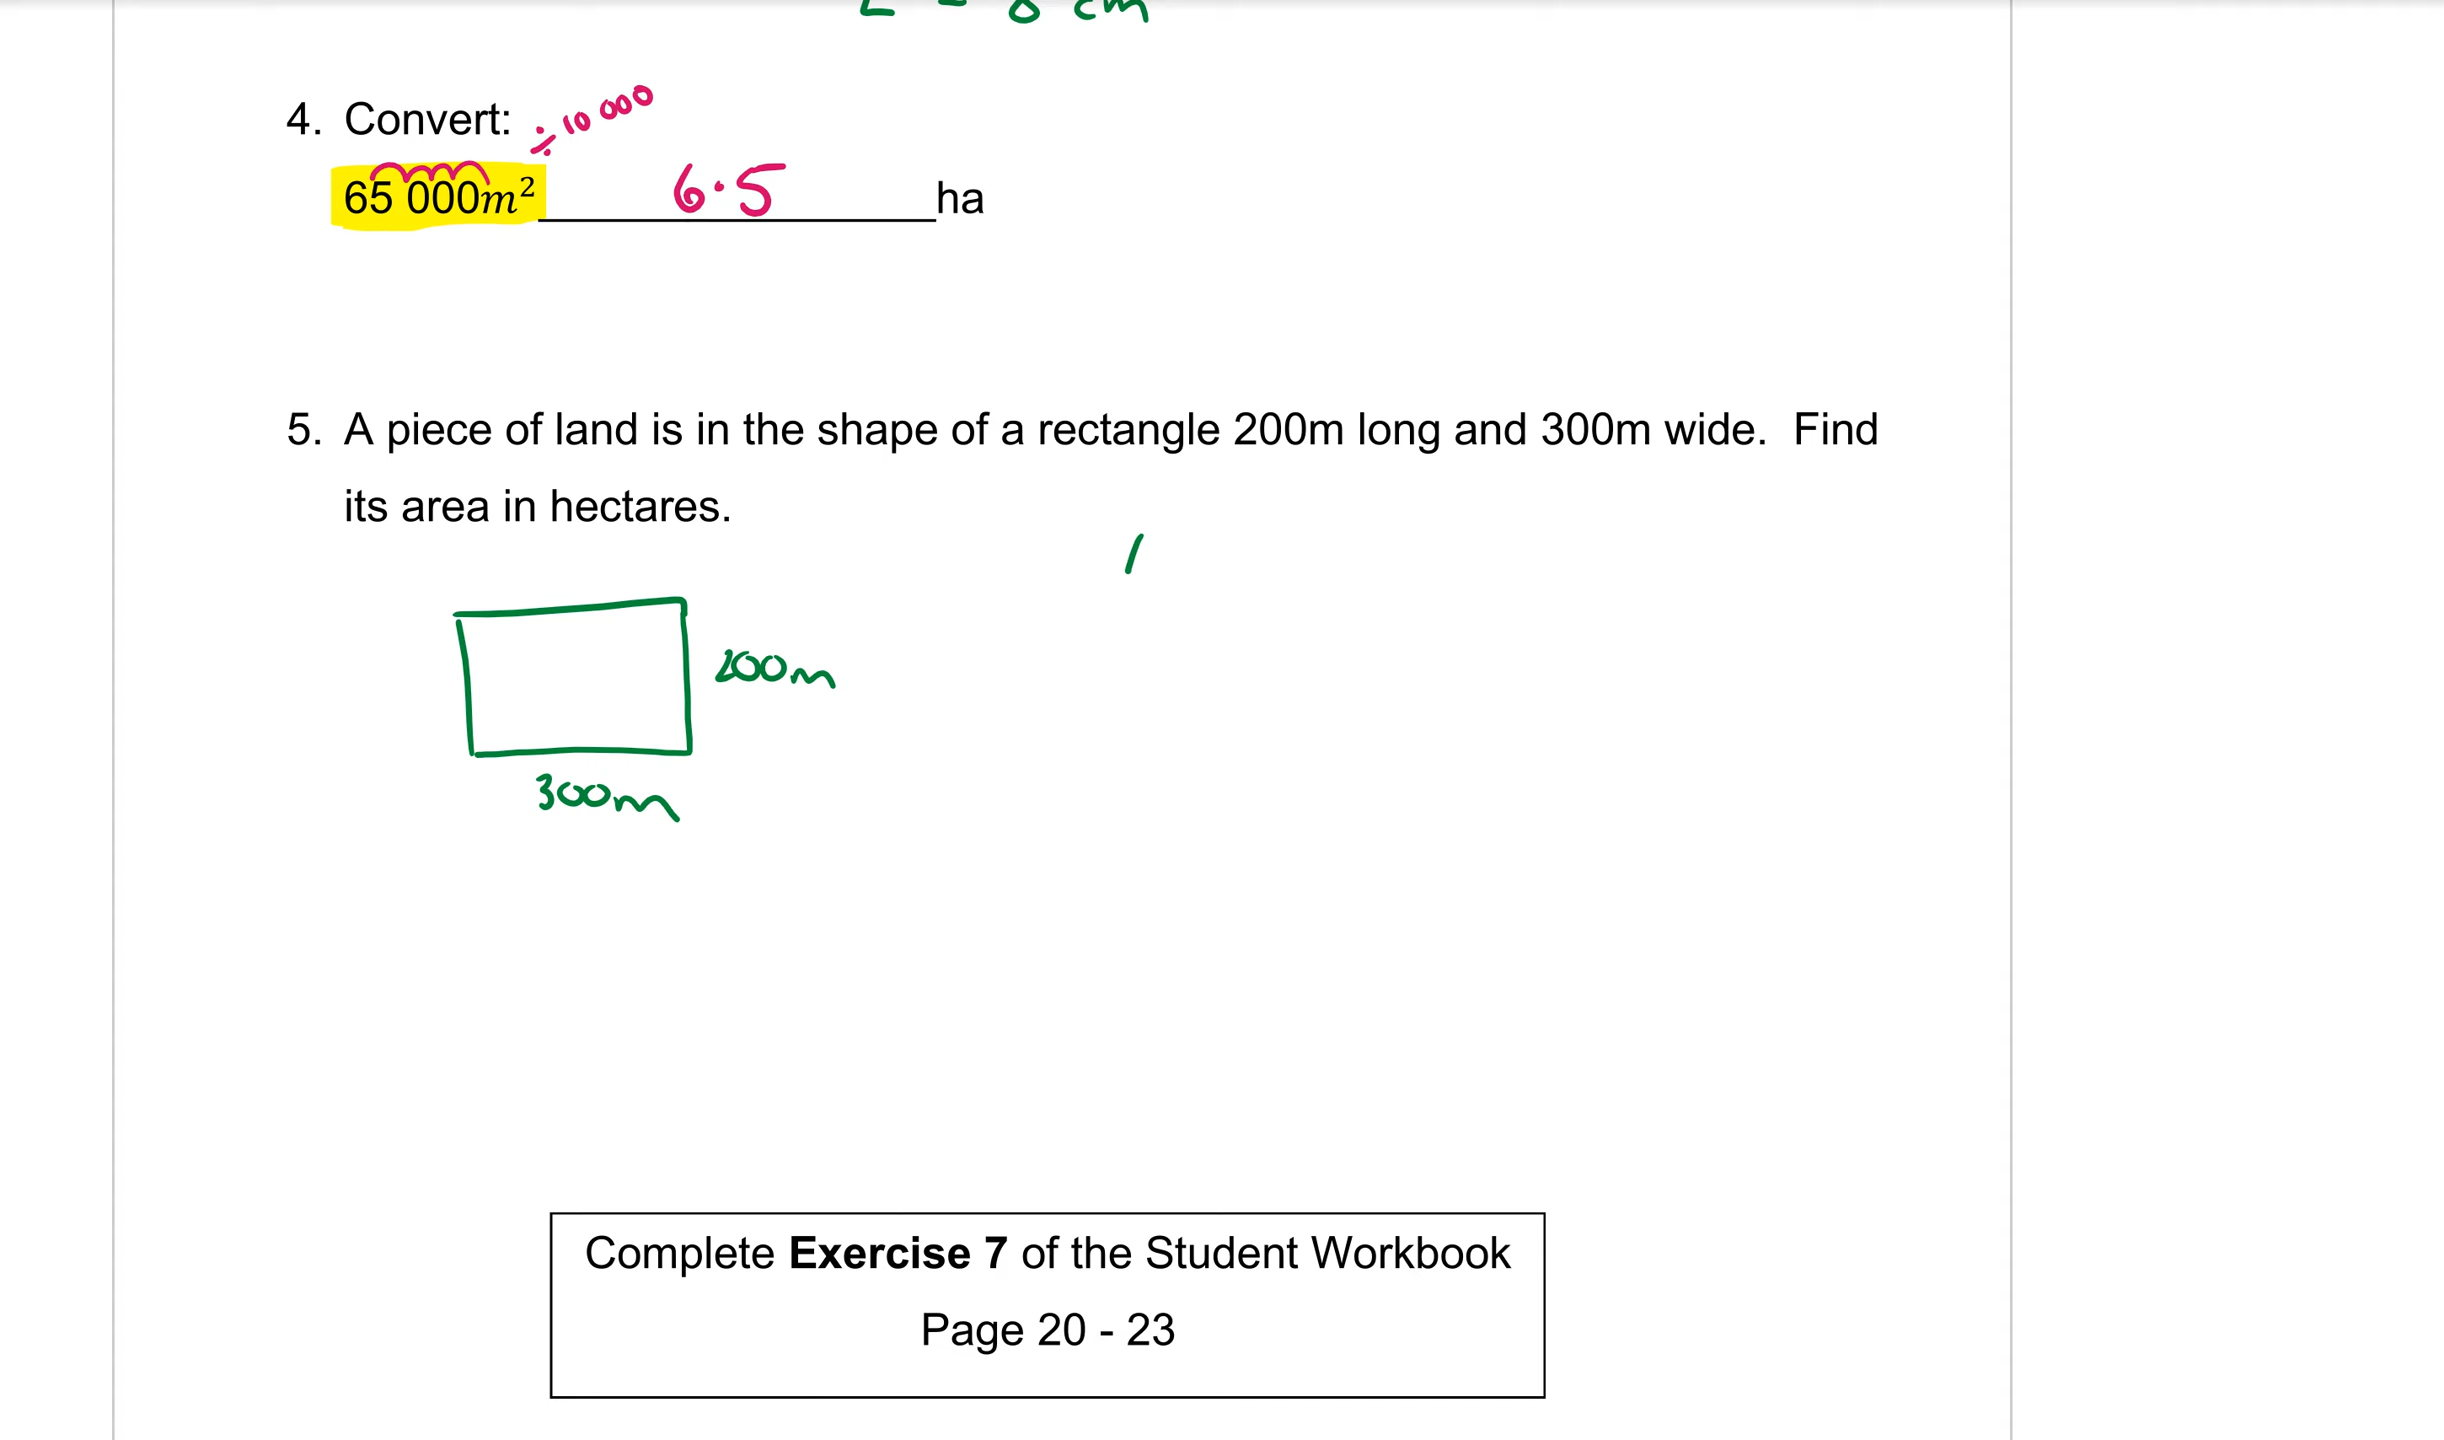 L = 8 cm
4. Convert: ÷10 000
65 000m² 6.5 ha
5. A piece of land is in the shape of a rectangle 200m long and 300m wide. Find
its area in hectares.
200m
300m
Complete Exercise 7 of the Student Workbook
Page 20 - 23